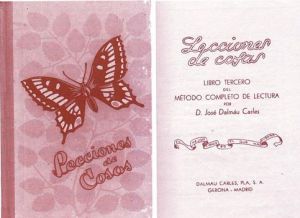 Lecciones
de
Cosas
Lecciones
de cosas
LIBRO TERCERO
DEL
MÉTODO COMPLETO DE LECTURA
POR
D. José Dalmáu Carles
DALMAU CARLES, PLA, S. A.
GERONA - MADRID